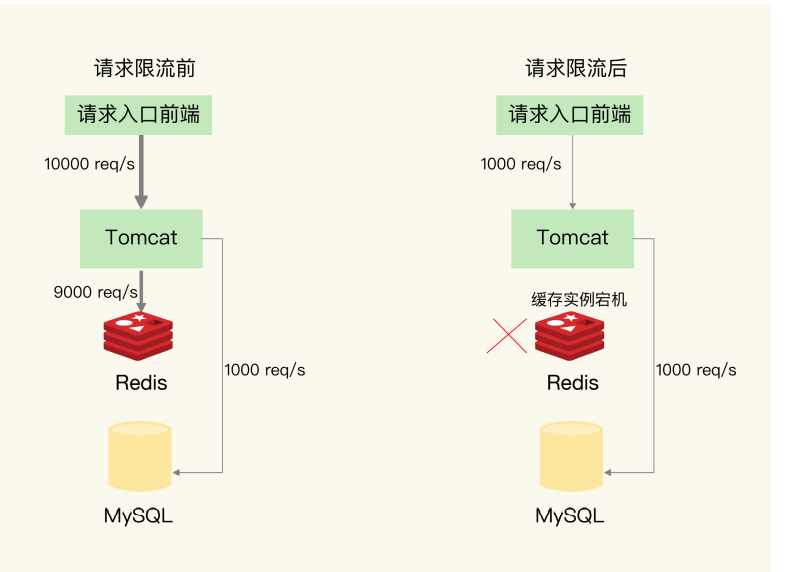 请求限流前
请求入口前端
10000 req/s
Tomcat
9000 req/s
Redis
1000 req/s
MySQL
请求限流后
请求入口前端
1000 req/s
Tomcat
缓存实例宕机
Redis
1000 req/s
MySQL